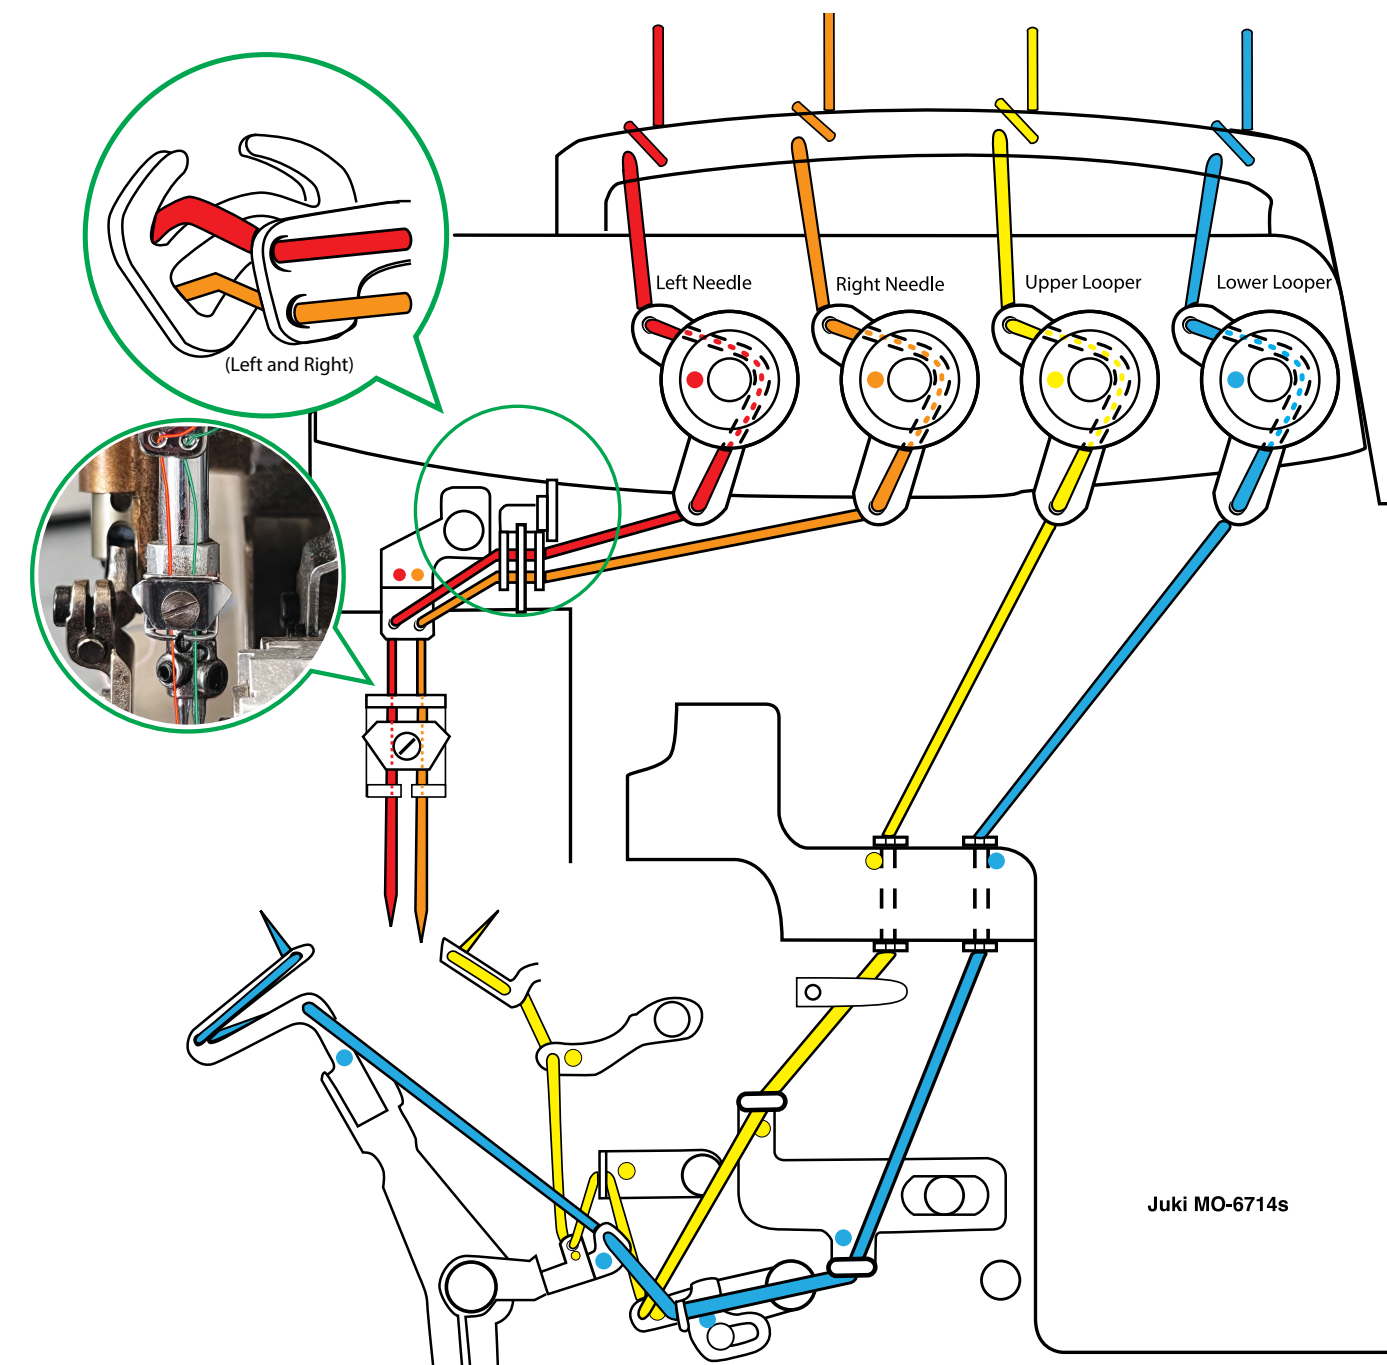 Left Needle
Right Needle
Upper Looper
Lower Looper
(Left and Right)
Juki MO-6714s